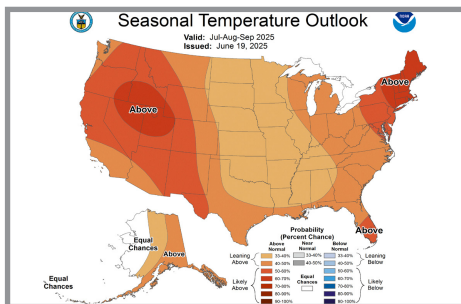 Seasonal Temperature Outlook
Valid: Jul-Aug-Sep 2025
Issued: June 19, 2025
Above
Above
Above
Equal
Chances
Above
Equal
Chances
Probability
(Percent Chance)
Above
Normal
Near
Normal
Below
Normal
Leaning
Above
33-40%
40-50%
33-40%
40-50%
33-40%
40-50%
Leaning
Below
Likely
Above
50-60%
60-70%
70-80%
80-90%
90-100%
Equal
Chances
50-60%
60-70%
70-80%
80-90%
90-100%
Likely
Below